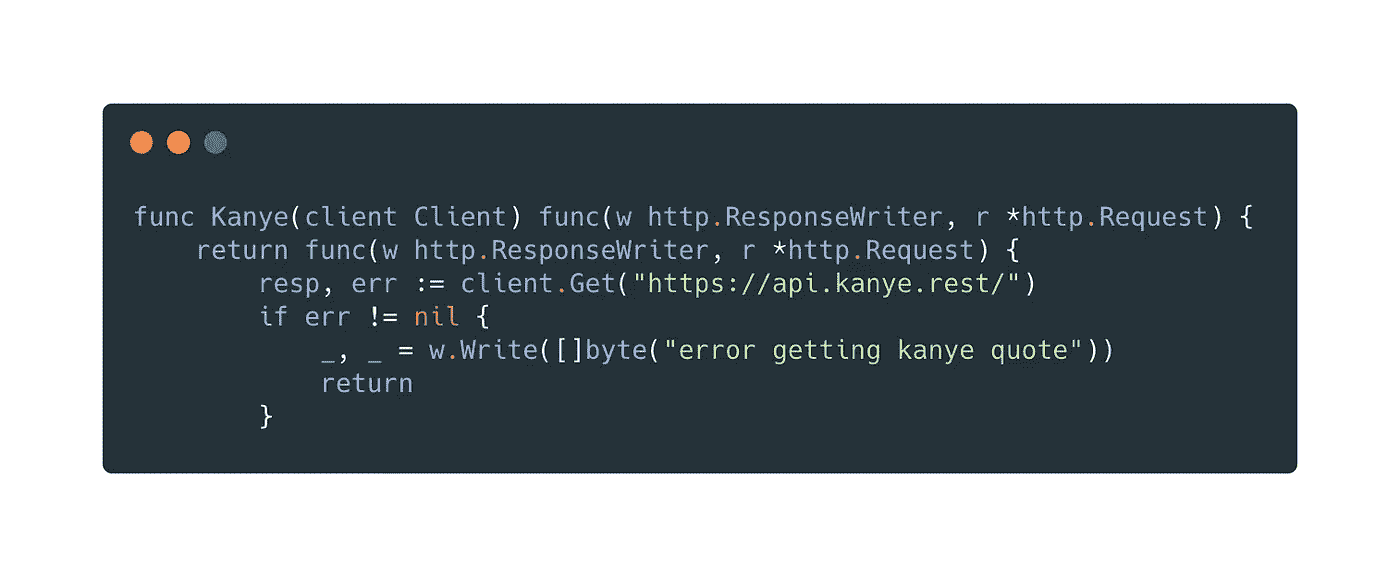 func Kanye(client Client) func(w http.ResponseWriter, r *http.Request) {
    return func(w http.ResponseWriter, r *http.Request) {
        resp, err := client.Get("https://api.kanye.rest/")
        if err != nil {
            _, _ = w.Write([]byte("error getting kanye quote"))
            return
        }